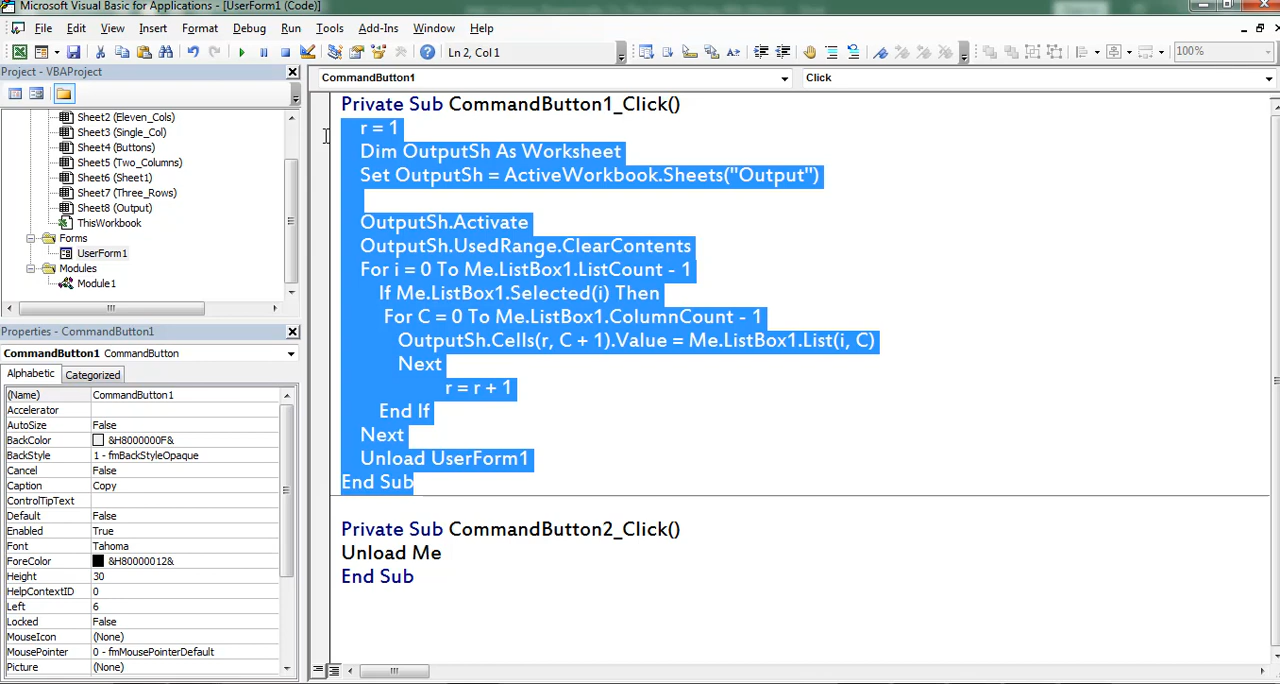 Microsoft Visual Basic for Applications - [UserForm1 (Code)]
File Edit View Insert Format Debug Run Tools Add-Ins Window Help
Ln 2, Col 1
100%
Project - VBAProject
Sheet2 (Eleven_Cols)
Sheet3 (Single_Col)
Sheet4 (Buttons)
Sheet5 (Two_Columns)
Sheet6 (Sheet1)
Sheet7 (Three_Rows)
Sheet8 (Output)
ThisWorkbook
Forms
UserForm1
Modules
Module1
Properties - CommandButton1
CommandButton1 CommandButton
Alphabetic Categorized
(Name) CommandButton1
Accelerator
AutoSize False
BackColor &H8000000F&
BackStyle 1 - fmBackStyleOpaque
Cancel False
Caption Copy
ControlTipText
Default False
Enabled True
Font Tahoma
ForeColor &H80000012&
Height 30
HelpContextID 0
Left 6
Locked False
MouseIcon (None)
MousePointer 0 - fmMousePointerDefault
Picture (None)
CommandButton1 Click
Private Sub CommandButton1_Click()
r = 1
Dim OutputSh As Worksheet
Set OutputSh = ActiveWorkbook.Sheets("Output")
OutputSh.Activate
OutputSh.UsedRange.ClearContents
For i = 0 To Me.ListBox1.ListCount - 1
If Me.ListBox1.Selected(i) Then
For C = 0 To Me.ListBox1.ColumnCount - 1
OutputSh.Cells(r, C + 1).Value = Me.ListBox1.List(i, C)
Next
r = r + 1
End If
Next
Unload UserForm1
End Sub
Private Sub CommandButton2_Click()
Unload Me
End Sub